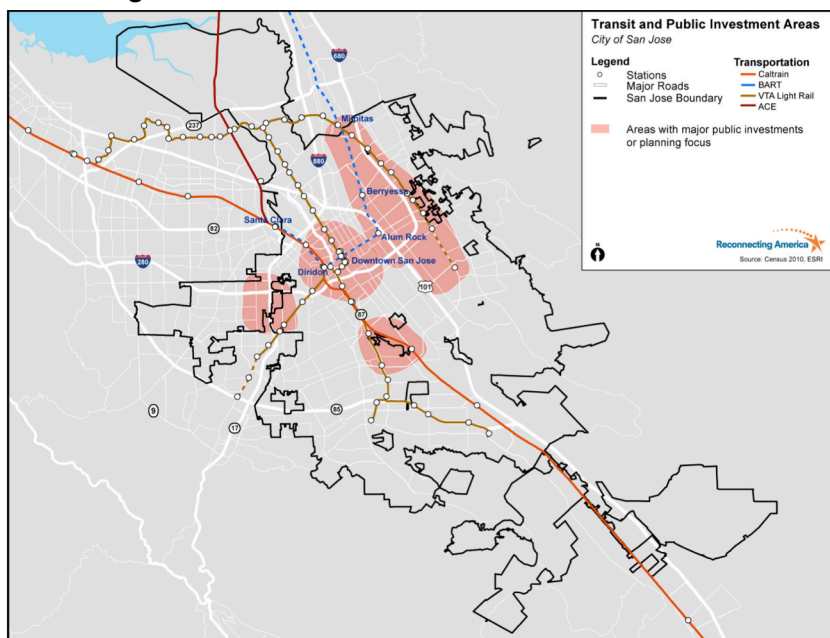 Transit and Public Investment Areas
City of San Jose
Legend
Stations
Major Roads
San Jose Boundary
Transportation
Caltrain
BART
VTA Light Rail
ACE
Areas with major public investments
or planning focus
N
Reconnecting America
Source: Census 2010, ESRI
680
237
Milpitas
880
Berryessa
Santa Clara
82
Alum Rock
280
Diridon
Downtown San Jose
101
87
9
85
17